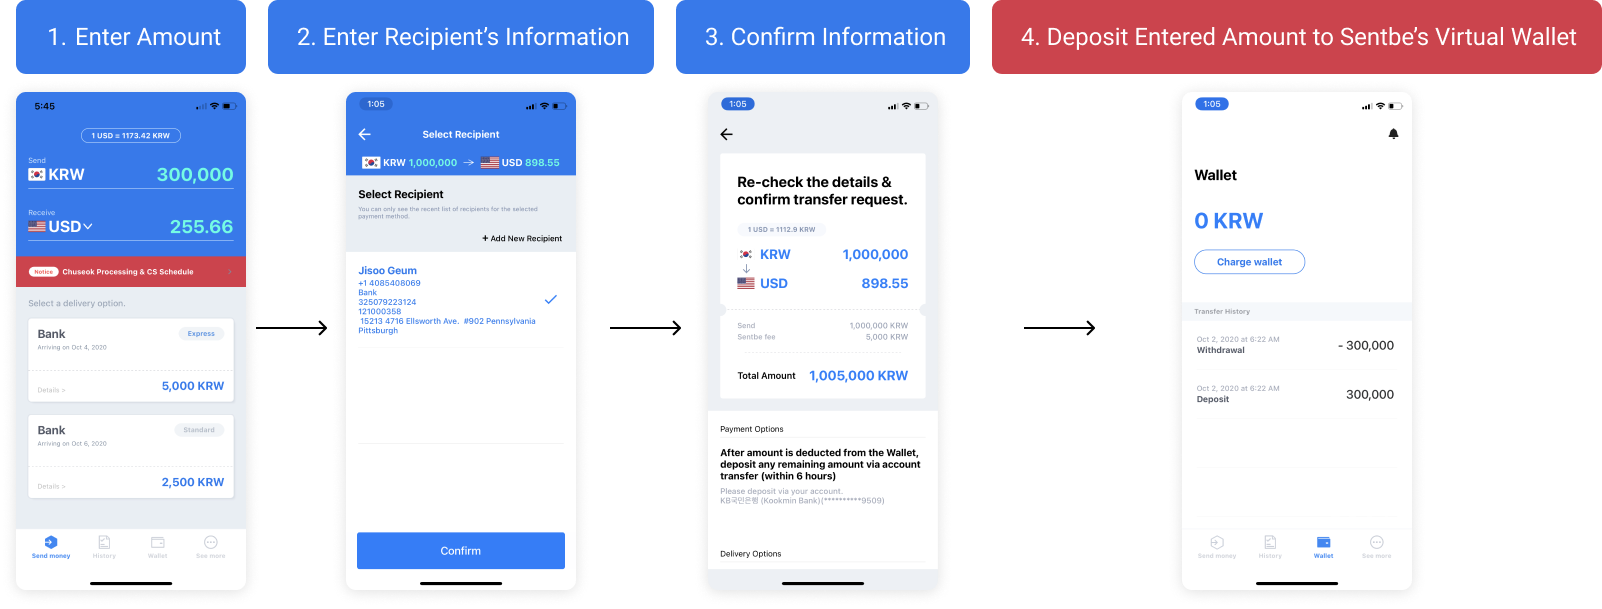 1. Enter Amount
2. Enter Recipient's Information
3. Confirm Information
4. Deposit Entered Amount to Sentbe's Virtual Wallet
5:45
1 USD = 1173.42 KRW
Send
KRW 300,000
Receive
USD 255.66
Notice Chuseok Processing & CS Schedule
Select a delivery option.
Bank Express
Arriving on Oct 4, 2020
Details > 5,000 KRW
Bank Standard
Arriving on Oct 6, 2020
Details > 2,500 KRW
Send money History Wallet See more
1:05
Select Recipient
KRW 1,000,000 → USD 898.55
Select Recipient
You can only see the recent list of recipients for the selected
payment method.
+ Add New Recipient
Jisoo Geum
+1 4085408069
Bank
325079223124
121000358
15213 4716 Ellsworth Ave. #902 Pennsylvania
Pittsburgh
Confirm
1:05
Re-check the details &
confirm transfer request.
1 USD = 1112.9 KRW
KRW 1,000,000
USD 898.55
Send 1,000,000 KRW
Sentbe fee 5,000 KRW
Total Amount 1,005,000 KRW
Payment Options
After amount is deducted from the Wallet,
deposit any remaining amount via account
transfer (within 6 hours)
Please deposit via your account.
KB국민은행 (Kookmin Bank)(**********9509)
Delivery Options
1:05
Wallet
0 KRW
Charge wallet
Transfer History
Oct 2, 2020 at 6:22 AM
Withdrawal - 300,000
Oct 2, 2020 at 6:22 AM
Deposit 300,000
Send money History Wallet See more